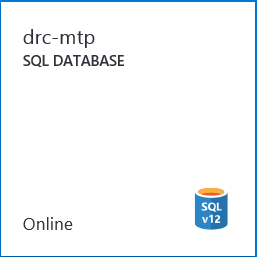 drc-mtp
SQL DATABASE
SQL
v12
Online